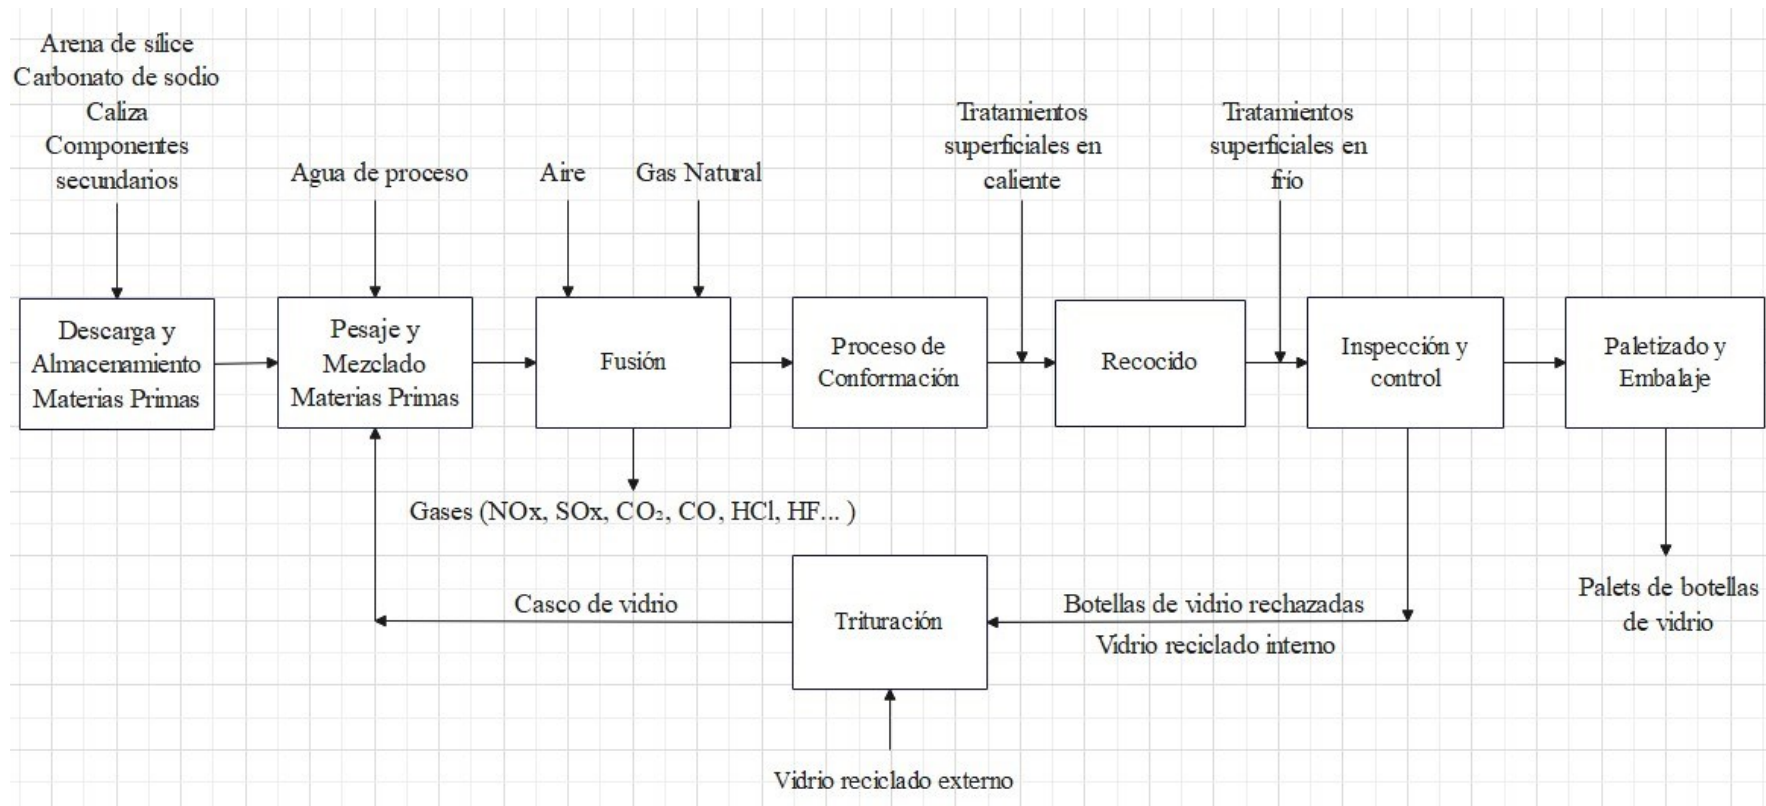 Arena de sílice
Carbonato de sodio
Caliza
Componentes
secundarios
Agua de proceso
Aire
Gas Natural
Tratamientos
superficiales en
caliente
Tratamientos
superficiales en
frío
Descarga y
Almacenamiento
Materias Primas
Pesaje y
Mezclado
Materias Primas
Fusión
Proceso de
Conformación
Recocido
Inspección y
control
Paletizado y
Embalaje
Gases (NOx, SOx, CO₂, CO, HCl, HF... )
Casco de vidrio
Trituración
Botellas de vidrio rechazadas
Vidrio reciclado interno
Palets de botellas
de vidrio
Vidrio reciclado externo